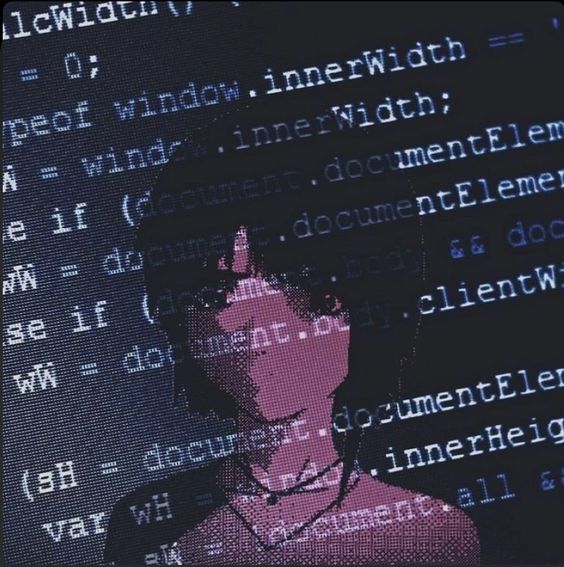 lcWidth() {
= 0;
peof window.innerWidth == '
W = window.innerWidth;
e if (document.documentElem
wW = document.documentElemen
se if (document.body && doc
wW = document.body.clientWi
(sH = document.documentElem
var wH = window.innerHeig
sW = document.all &&